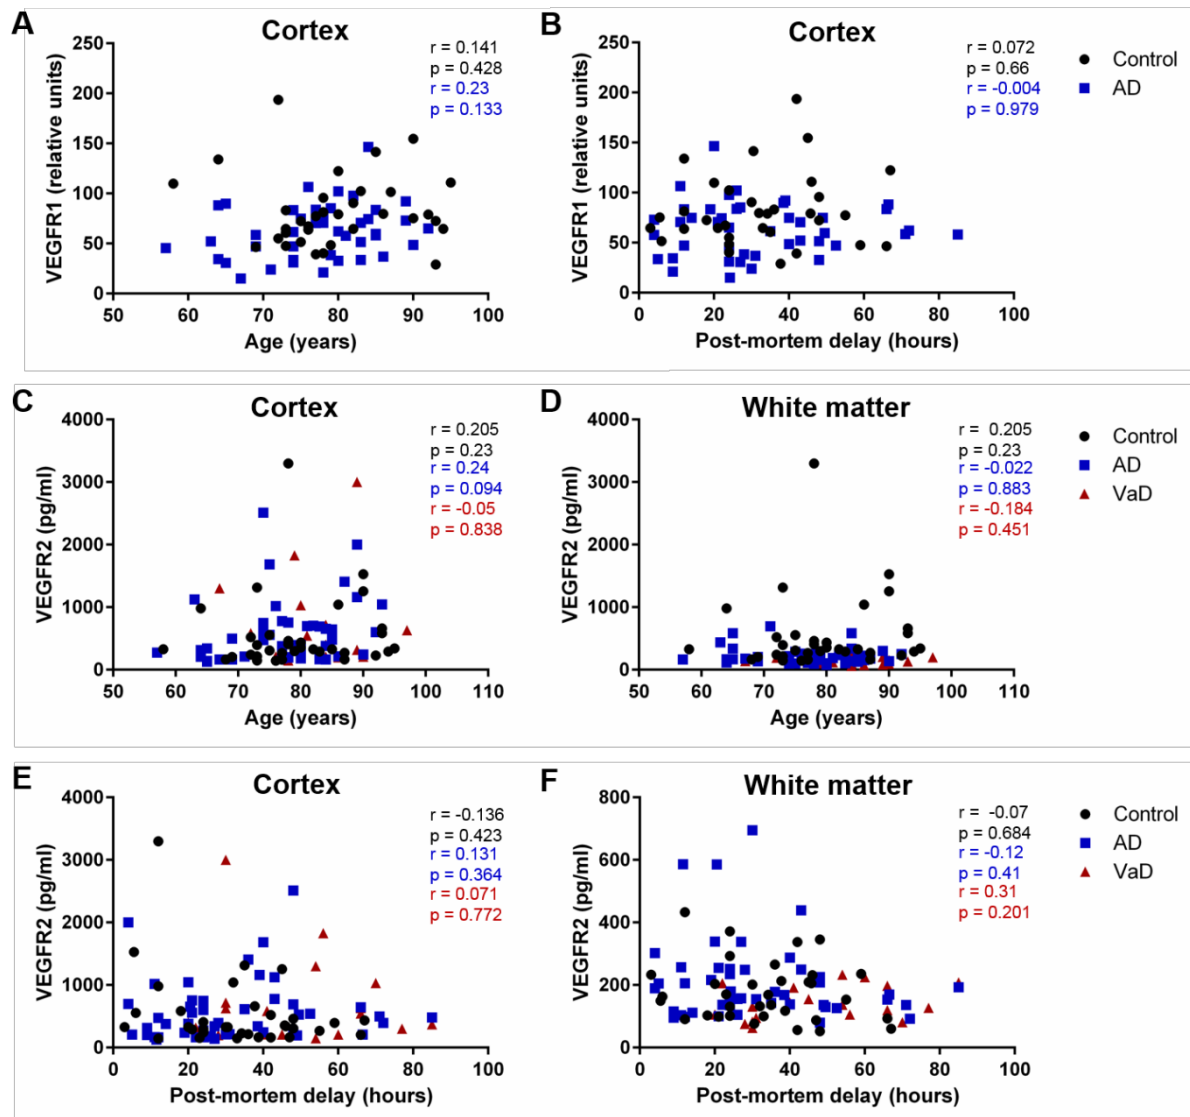 A
Cortex
r = 0.141
p = 0.428
r = 0.23
p = 0.133
VEGFR1 (relative units)
250
200
150
100
50
0
50 60 70 80 90 100
Age (years)
B
Cortex
r = 0.072
p = 0.66
r = -0.004
p = 0.979
Control
AD
VEGFR1 (relative units)
250
200
150
100
50
0
0 20 40 60 80 100
Post-mortem delay (hours)
C
Cortex
r = 0.205
p = 0.23
r = 0.24
p = 0.094
r = -0.05
p = 0.838
VEGFR2 (pg/ml)
4000
3000
2000
1000
0
50 60 70 80 90 100 110
Age (years)
D
White matter
r = 0.205
p = 0.23
r = -0.022
p = 0.883
r = -0.184
p = 0.451
Control
AD
VaD
VEGFR2 (pg/ml)
4000
3000
2000
1000
0
50 60 70 80 90 100 110
Age (years)
E
Cortex
r = -0.136
p = 0.423
r = 0.131
p = 0.364
r = 0.071
p = 0.772
VEGFR2 (pg/ml)
4000
3000
2000
1000
0
0 20 40 60 80 100
Post-mortem delay (hours)
F
White matter
r = -0.07
p = 0.684
r = -0.12
p = 0.41
r = 0.31
p = 0.201
Control
AD
VaD
VEGFR2 (pg/ml)
800
600
400
200
0
0 20 40 60 80 100
Post-mortem delay (hours)